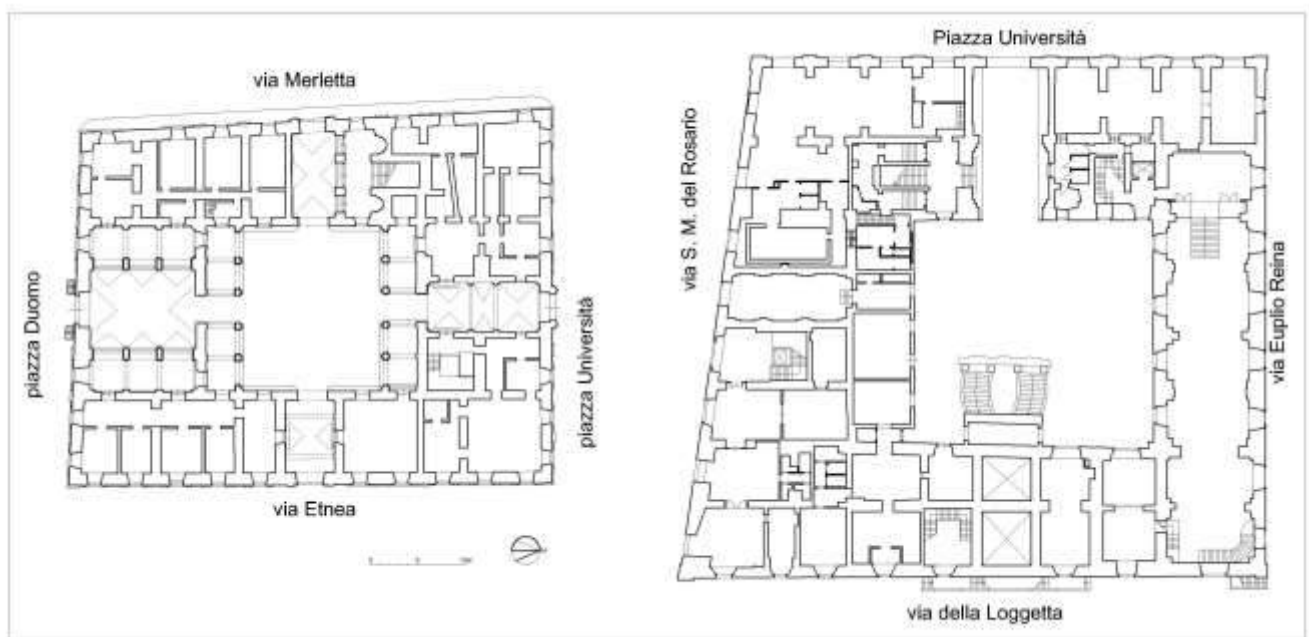 via Merletta
piazza Duomo
piazza Università
via Etnea
Piazza Università
via S. M. del Rosario
via Euplio Reina
via della Loggetta